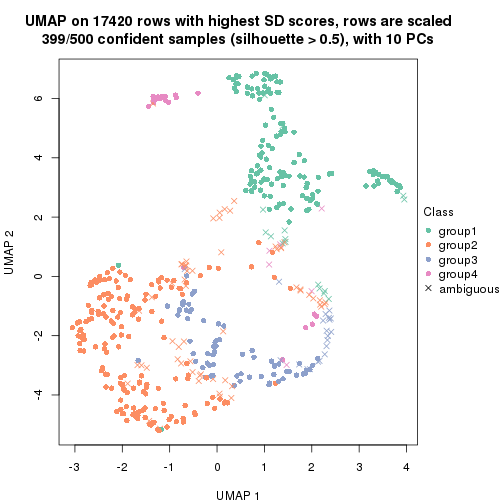 UMAP on 17420 rows with highest SD scores, rows are scaled
399/500 confident samples (silhouette > 0.5), with 10 PCs
6
4
2
0
-2
-4
UMAP 2
-3
-2
-1
0
1
2
3
4
UMAP 1
Class
group1
group2
group3
group4
ambiguous